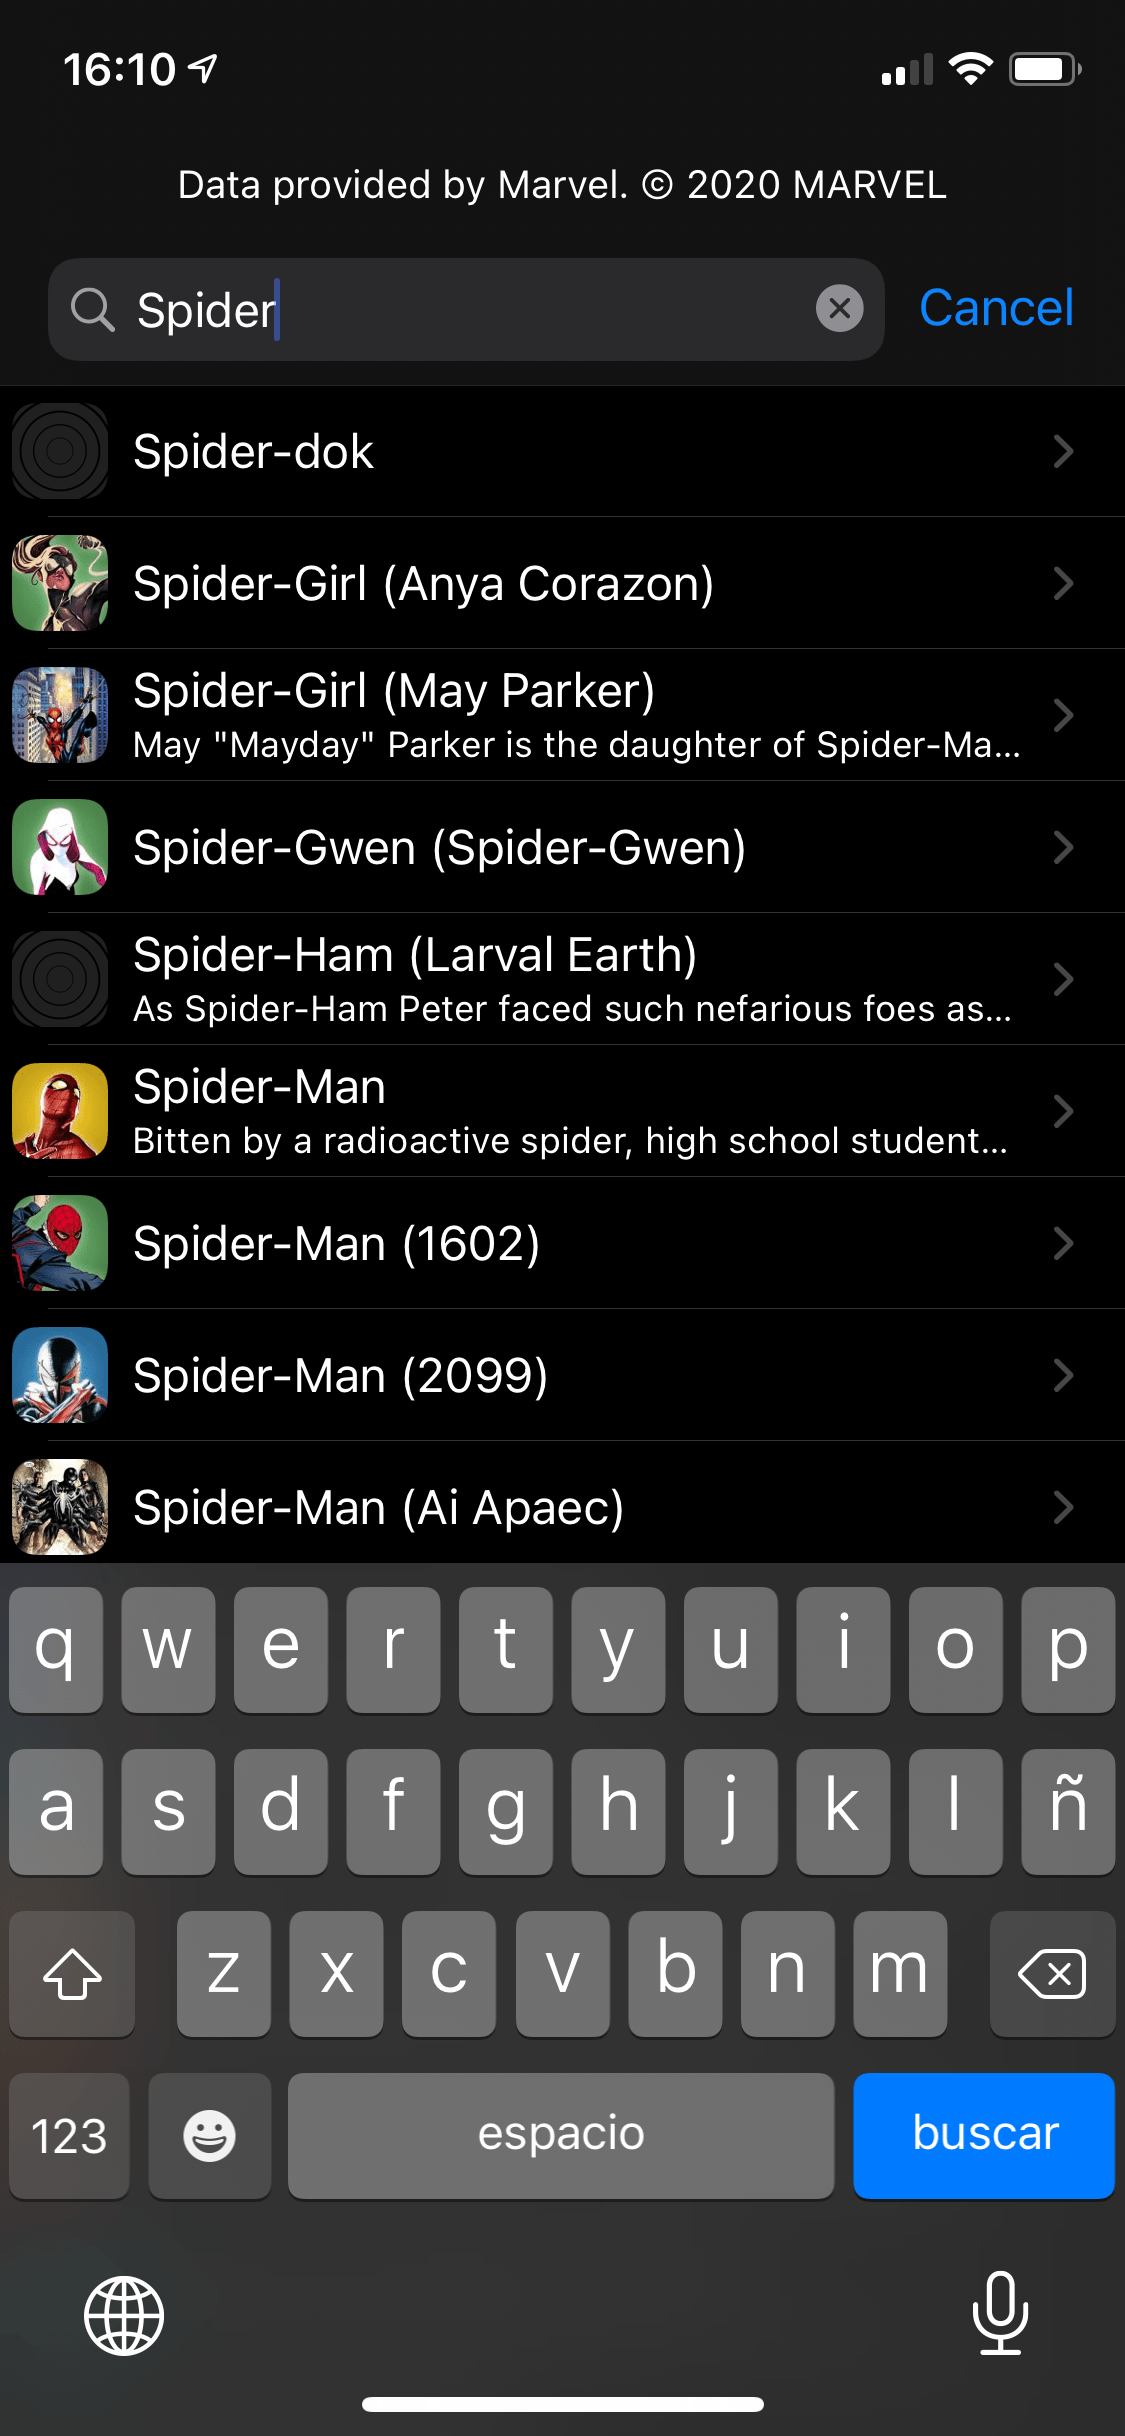 16:10
Data provided by Marvel. © 2020 MARVEL
Spider
Cancel
Spider-dok
Spider-Girl (Anya Corazon)
Spider-Girl (May Parker)
May "Mayday" Parker is the daughter of Spider-Ma...
Spider-Gwen (Spider-Gwen)
Spider-Ham (Larval Earth)
As Spider-Ham Peter faced such nefarious foes as...
Spider-Man
Bitten by a radioactive spider, high school student...
Spider-Man (1602)
Spider-Man (2099)
Spider-Man (Ai Apaec)
q w e r t y u i o p
a s d f g h j k l ñ
z x c v b n m
123 espacio buscar